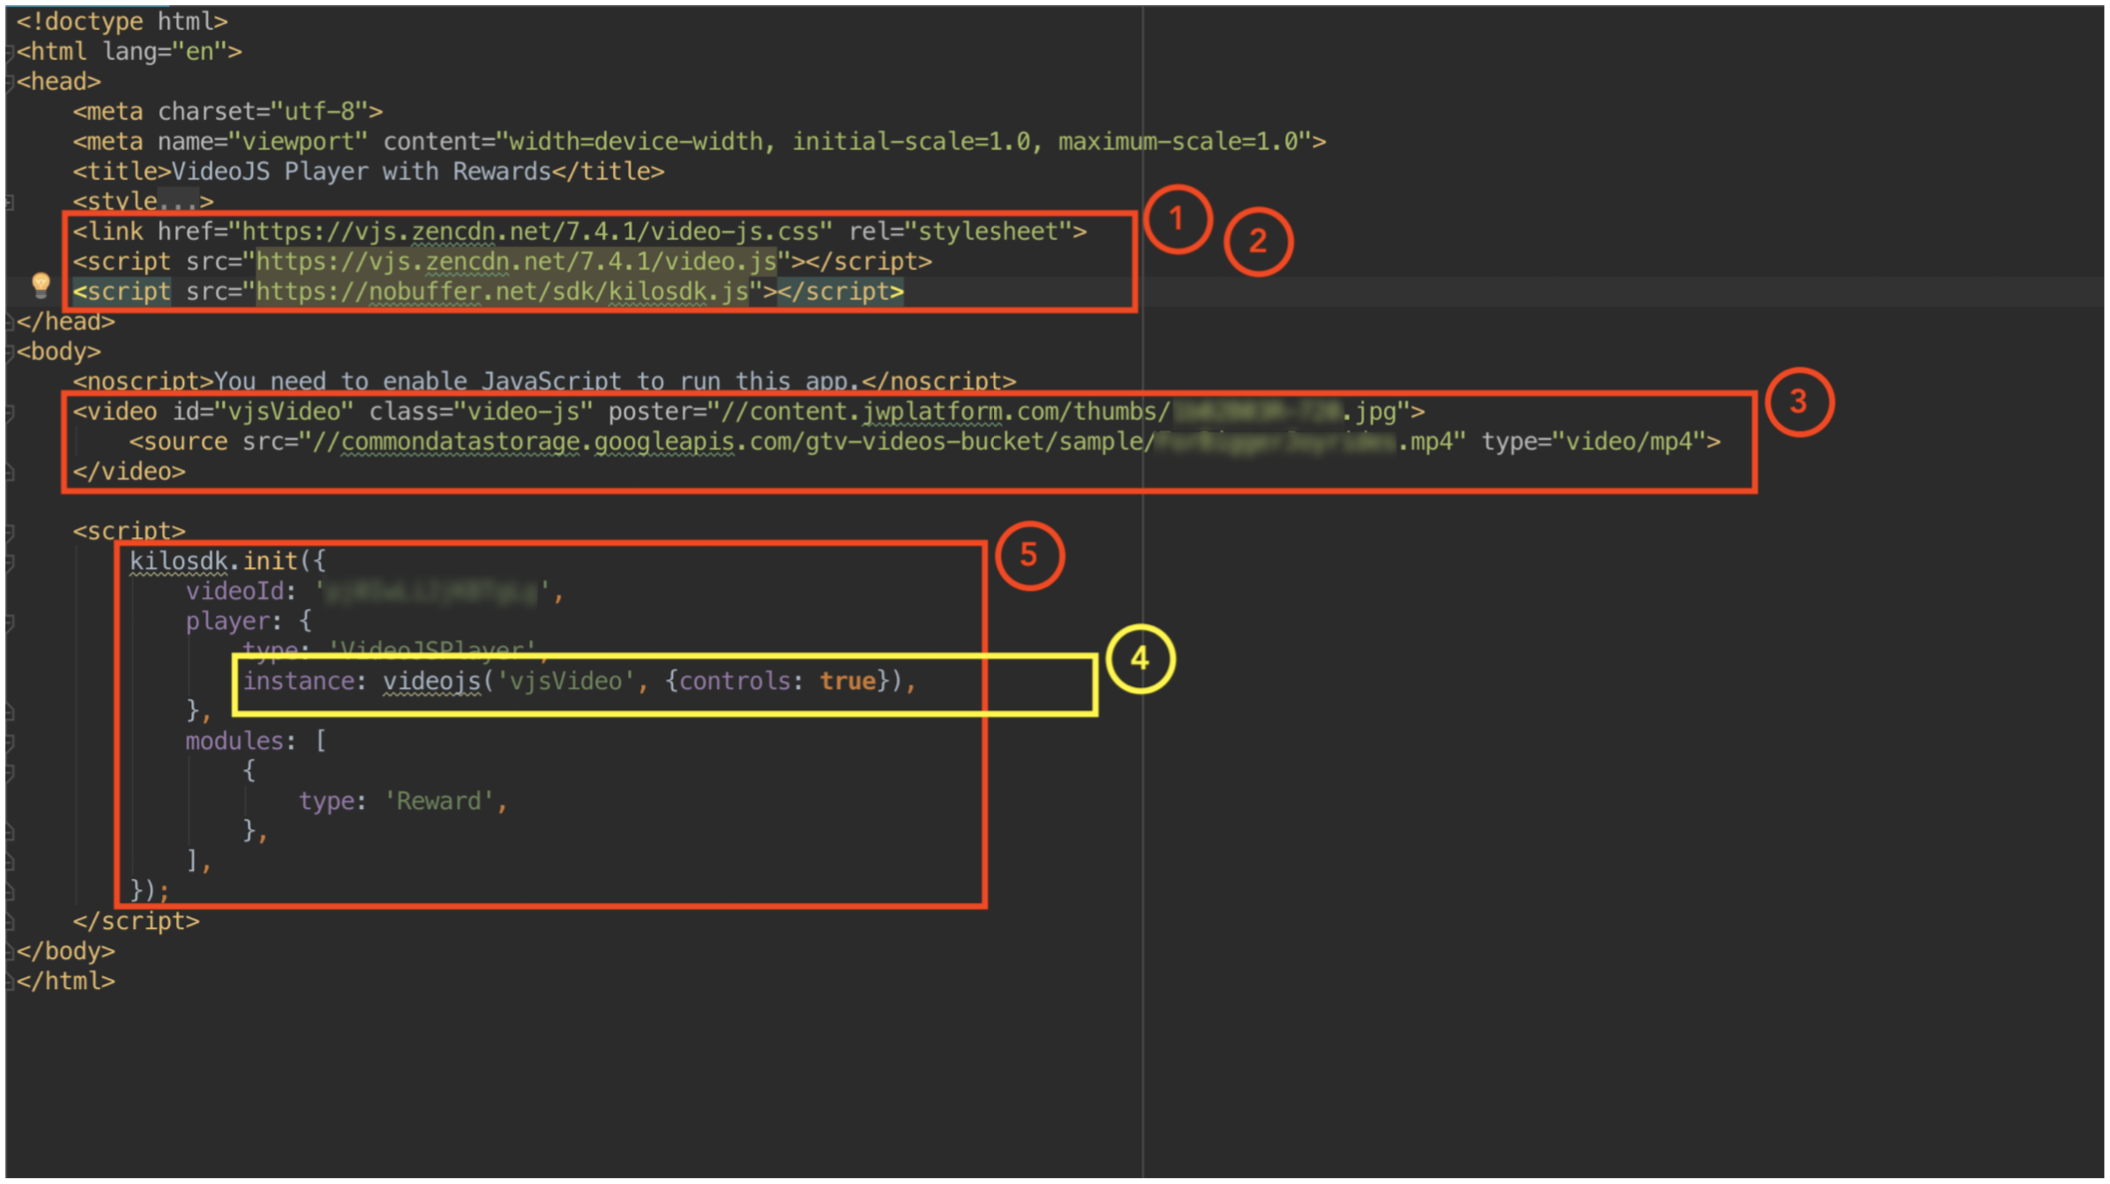 <!doctype html>
<html lang="en">
<head>
<meta charset="utf-8">
<meta name="viewport" content="width=device-width, initial-scale=1.0, maximum-scale=1.0">
<title>VideoJS Player with Rewards</title>
<style...>
<link href="https://vjs.zencdn.net/7.4.1/video-js.css" rel="stylesheet">
1
2
<script src="https://vjs.zencdn.net/7.4.1/video.js"></script>
<script src="https://nobuffer.net/sdk/kilosdk.js"></script>
</head>
<body>
<noscript>You need to enable JavaScript to run this app.</noscript>
<video id="vjsVideo" class="video-js" poster="//content.jwplatform.com/thumbs/ .jpg">
3
<source src="//commondatastorage.googleapis.com/gtv-videos-bucket/sample/ .mp4" type="video/mp4">
</video>
<script>
kilosdk.init({
5
videoId: ' ',
player: {
type: 'VideoJSPlayer',
instance: videojs('vjsVideo', {controls: true}),
4
},
modules: [
{
type: 'Reward',
},
],
});
</script>
</body>
</html>